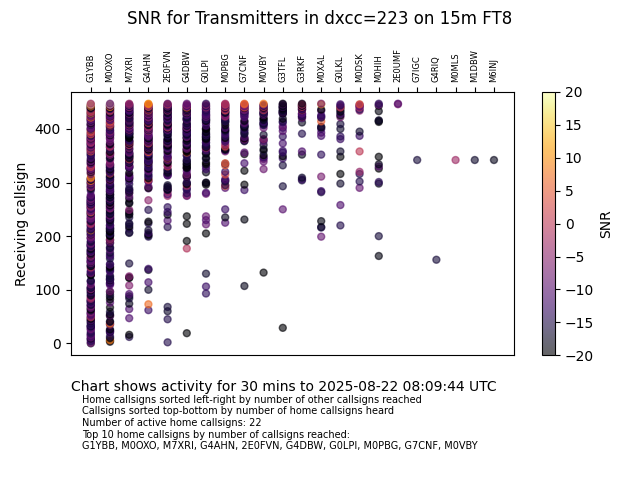 SNR for Transmitters in dxcc=223 on 15m FT8
G1YBB M0OXO M7XRI G4AHN 2E0FVN G4DBW G0LPI M0PBG G7CNF M0VBY G3TFL G3RKF M0XAL G0LKL M0DSK M0HIH 2E0UMF G7IGC G4RIQ M0MLS M1DBW M6INJ
400
300
200
100
0
Receiving callsign
20
15
10
5
0
−5
−10
−15
−20
SNR
Chart shows activity for 30 mins to 2025-08-22 08:09:44 UTC
Home callsigns sorted left-right by number of other callsigns reached
Callsigns sorted top-bottom by number of home callsigns heard
Number of active home callsigns: 22
Top 10 home callsigns by number of callsigns reached:
G1YBB, M0OXO, M7XRI, G4AHN, 2E0FVN, G4DBW, G0LPI, M0PBG, G7CNF, M0VBY